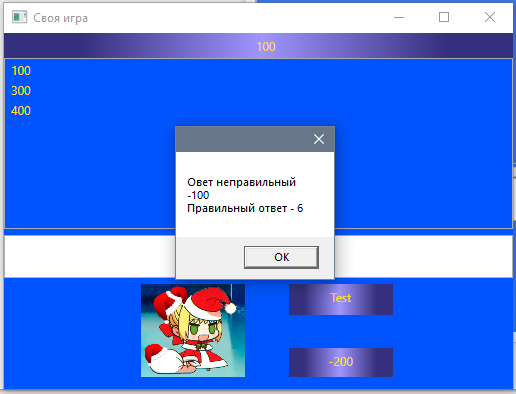 Своя игра
100
100
300
400
Овет неправильный
-100
Правильный ответ - 6
OK
Test
-200